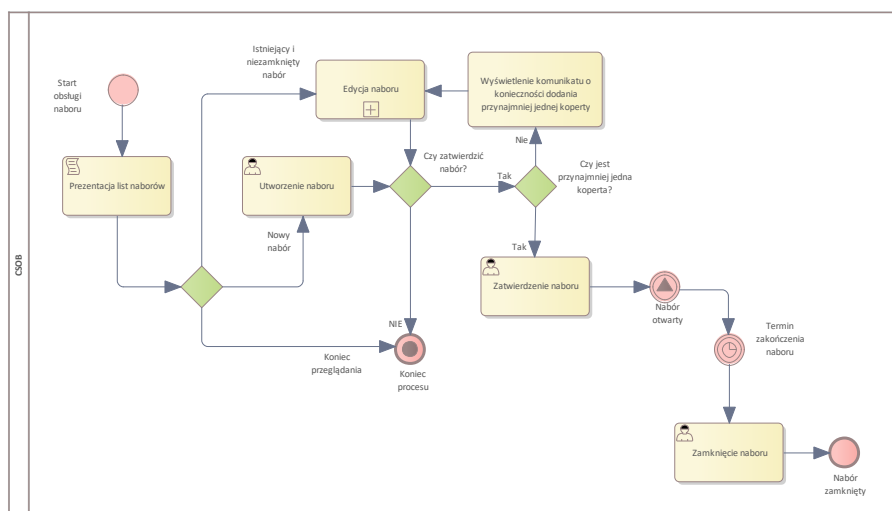 CSOB
Start
obsługi
naboru
Prezentacja list naborów
Istniejący i
niezamknięty
nabór
Edycja naboru
Wyświetlenie komunikatu o
konieczności dodania
przynajmniej jednej koperty
Nie
Utworzenie naboru
Nowy
nabór
Czy zatwierdzić
nabór?
Tak
Czy jest
przynajmniej jedna
koperta?
Tak
Zatwierdzenie naboru
Nabór
otwarty
Termin
zakończenia
naboru
NIE
Koniec
przeglądania
Koniec
procesu
Zamknięcie naboru
Nabór
zamknięty